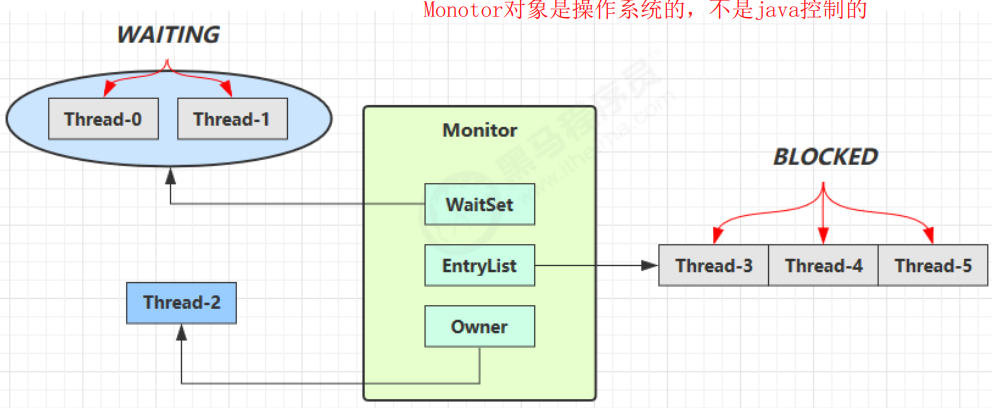 Monotor对象是操作系统的，不是java控制的
WAITING
Thread-0
Thread-1
Monitor
黑马程序员
www.itheima.com
BLOCKED
WaitSet
EntryList
Thread-3
Thread-4
Thread-5
Thread-2
Owner